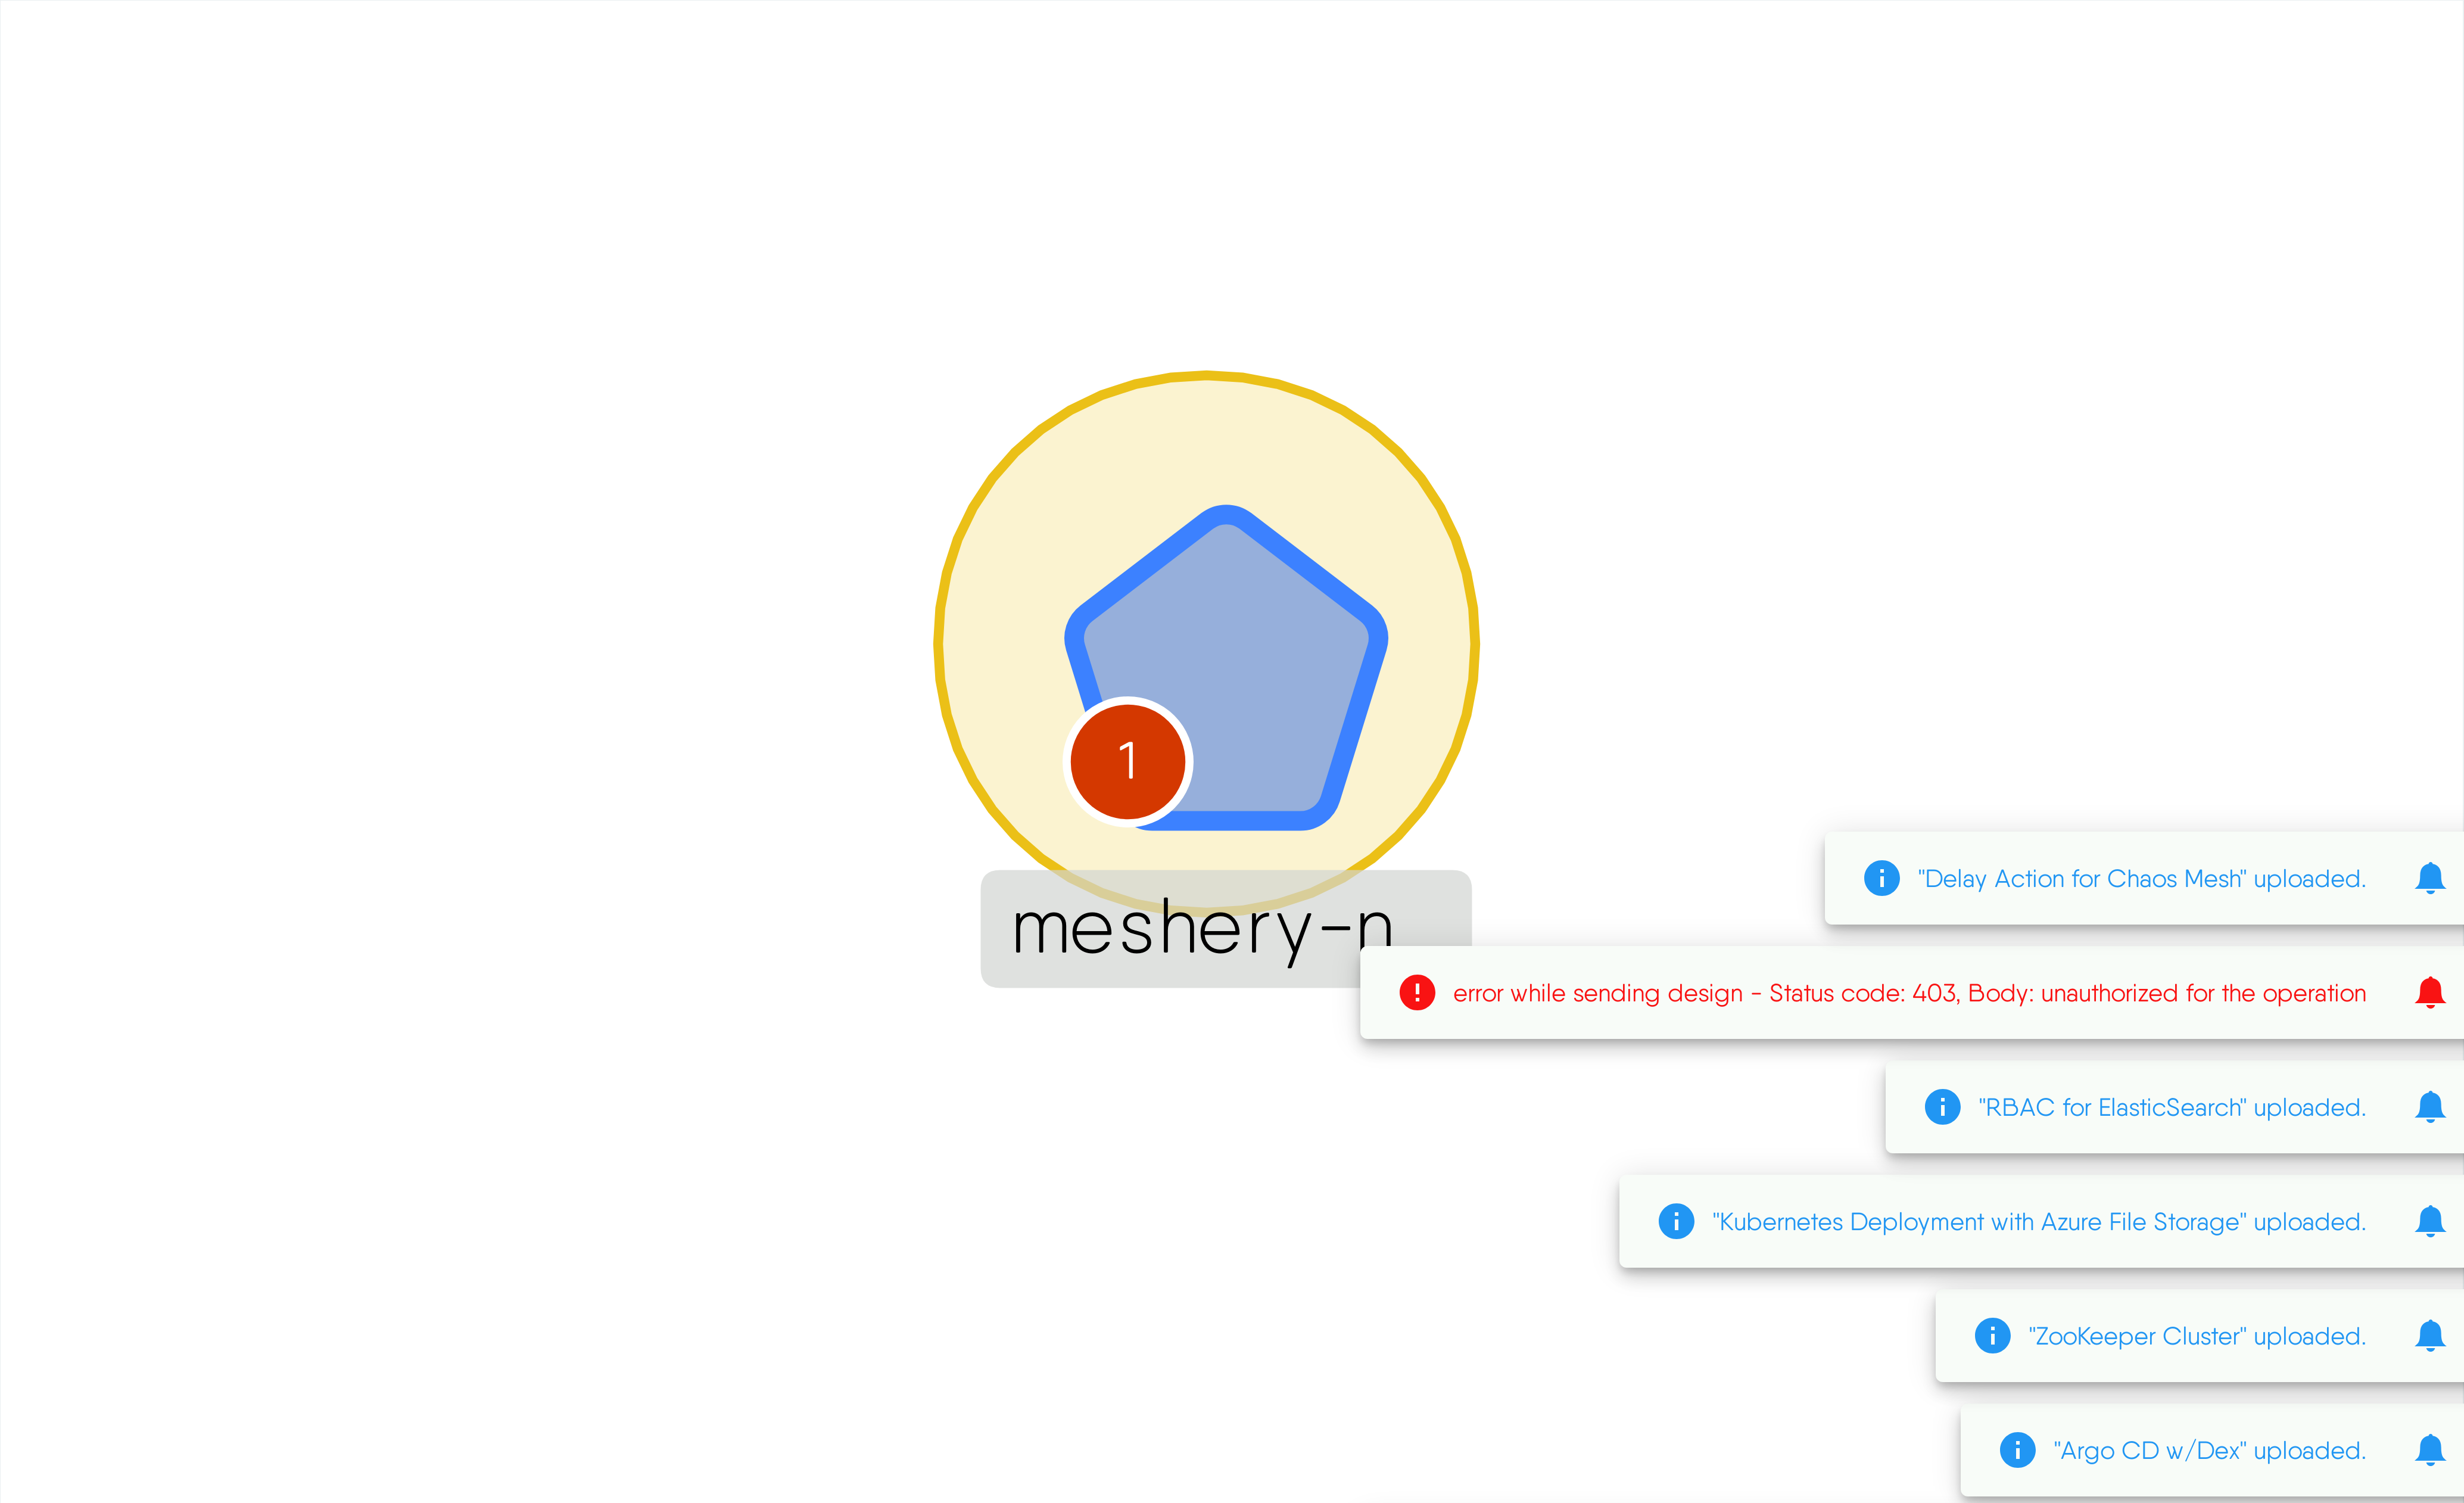 1
meshery-n
"Delay Action for Chaos Mesh" uploaded.
error while sending design - Status code: 403, Body: unauthorized for the operation
"RBAC for ElasticSearch" uploaded.
"Kubernetes Deployment with Azure File Storage" uploaded.
"ZooKeeper Cluster" uploaded.
"Argo CD w/Dex" uploaded.